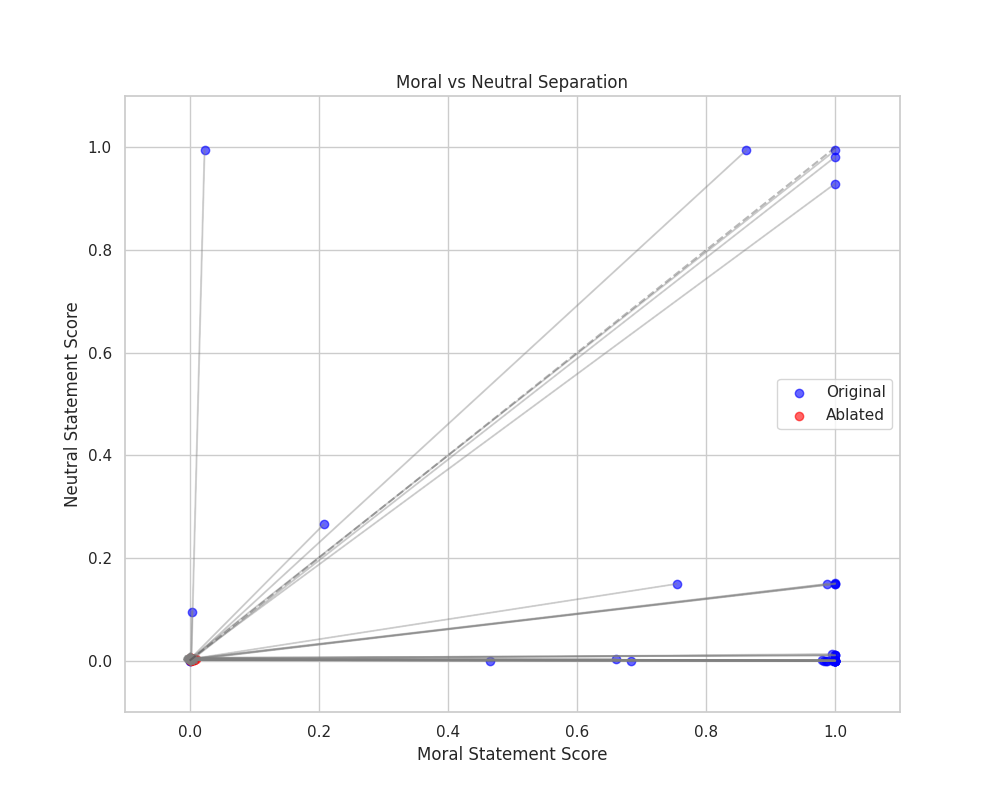 Moral vs Neutral Separation
Neutral Statement Score
1.0
0.8
0.6
0.4
0.2
0.0
Original
Ablated
0.0 0.2 0.4 0.6 0.8 1.0
Moral Statement Score